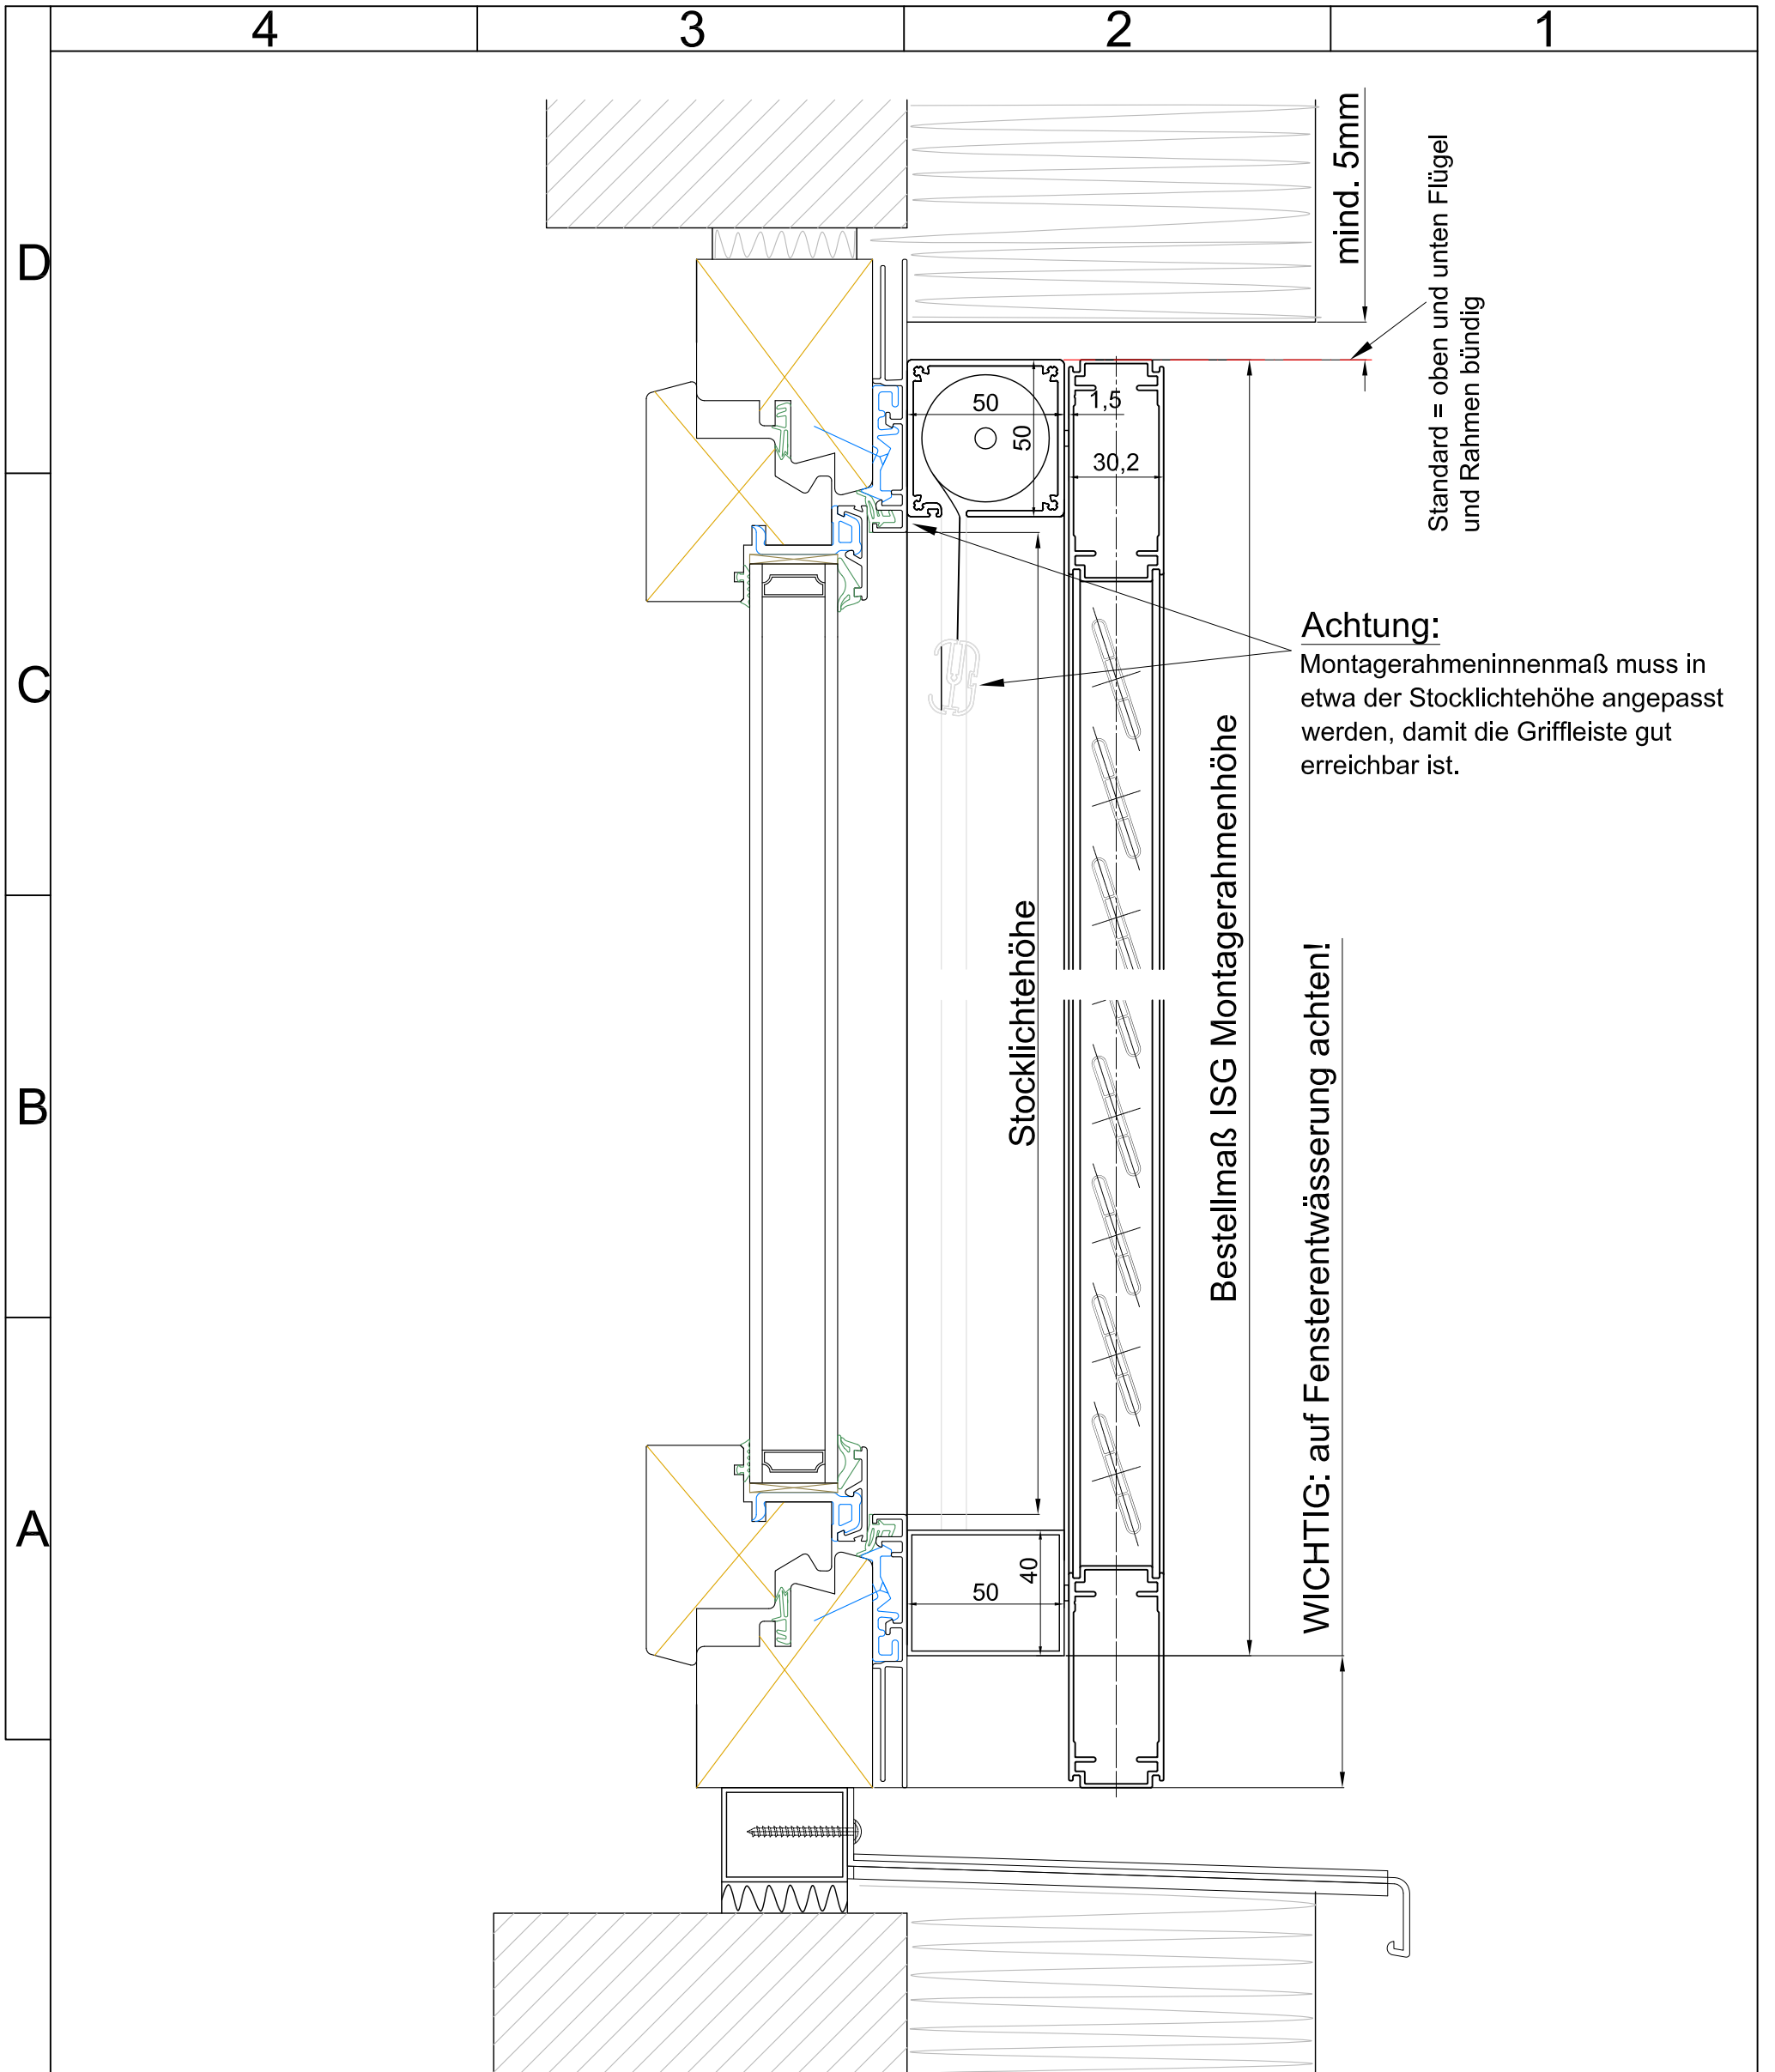 4
3
2
1
D
C
B
A
mind. 5mm
Standard = oben und unten Flügel
und Rahmen bündig
50
50
1,5
30,2
Achtung:
Montagerahmeninnenmaß muss in
etwa der Stocklichtehöhe angepasst
werden, damit die Griffleiste gut
erreichbar ist.
Stocklichtehöhe
Bestellmaß ISG Montagerahmenhöhe
WICHTIG: auf Fensterentwässerung achten!
50
40